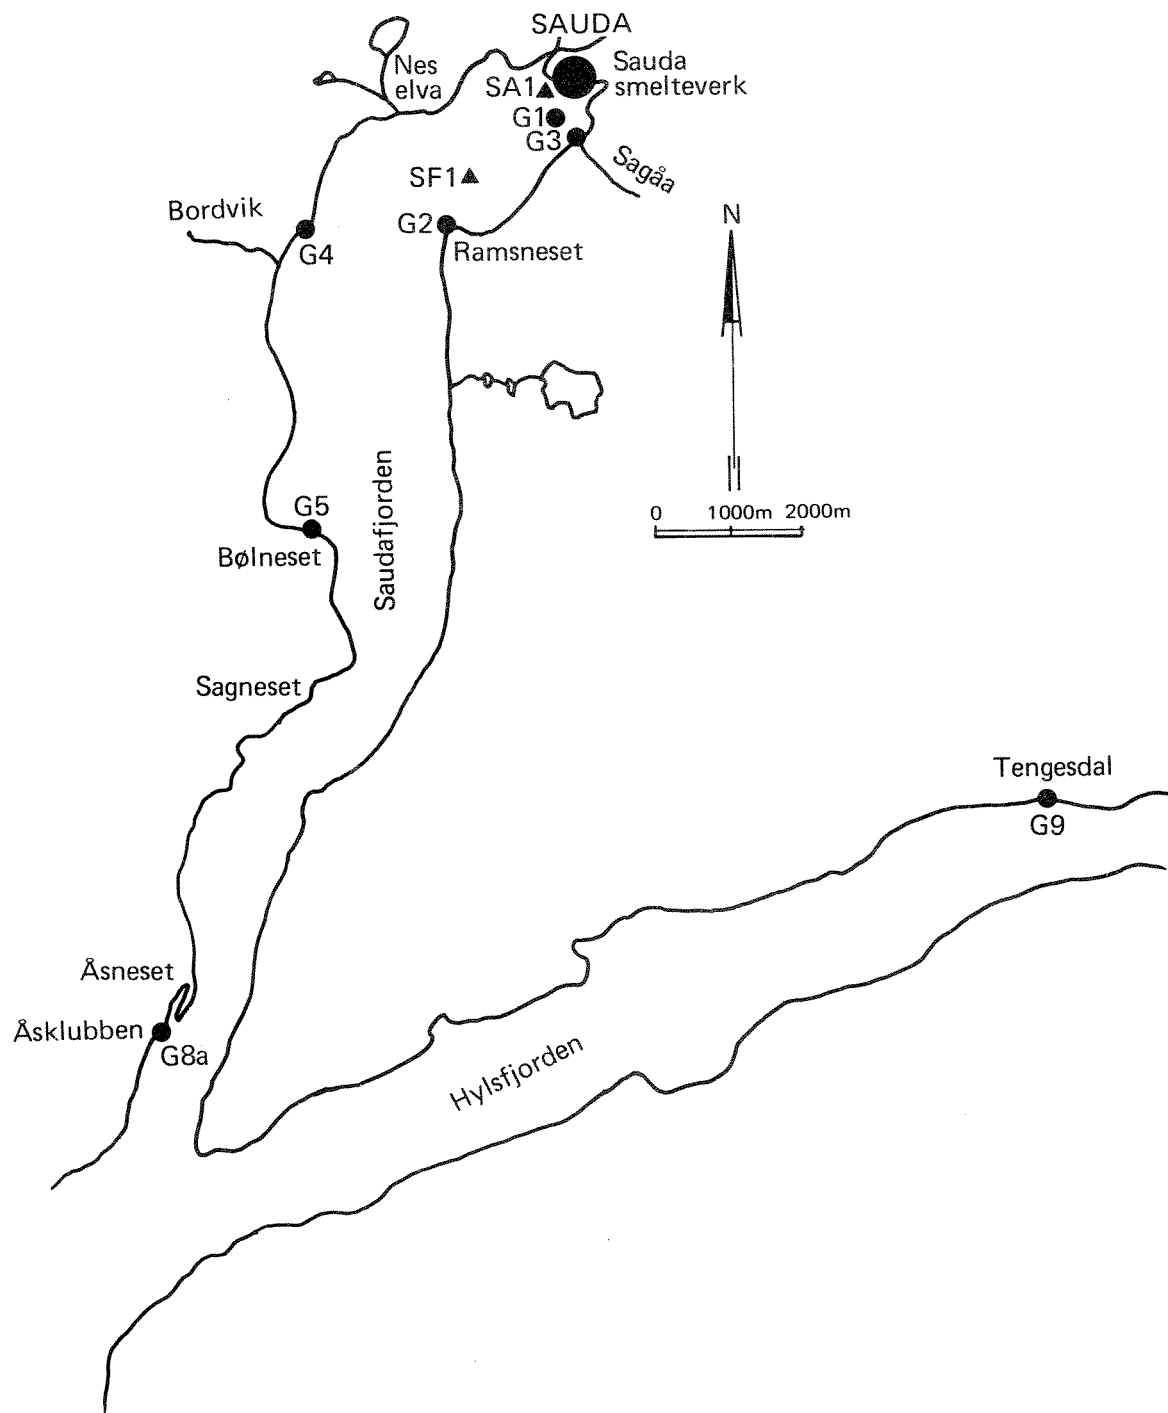 SAUDA
Nes
elva
Sauda
smelteverk
SA1
G1
G3
Sagåa
SF1
Bordvik
G4
G2
Ramsneset
N
G5
Bølneset
Saudafjorden
0 1000m 2000m
Sagneset
Tengesdal
G9
Åsneset
Åsklubben
G8a
Hylsfjorden